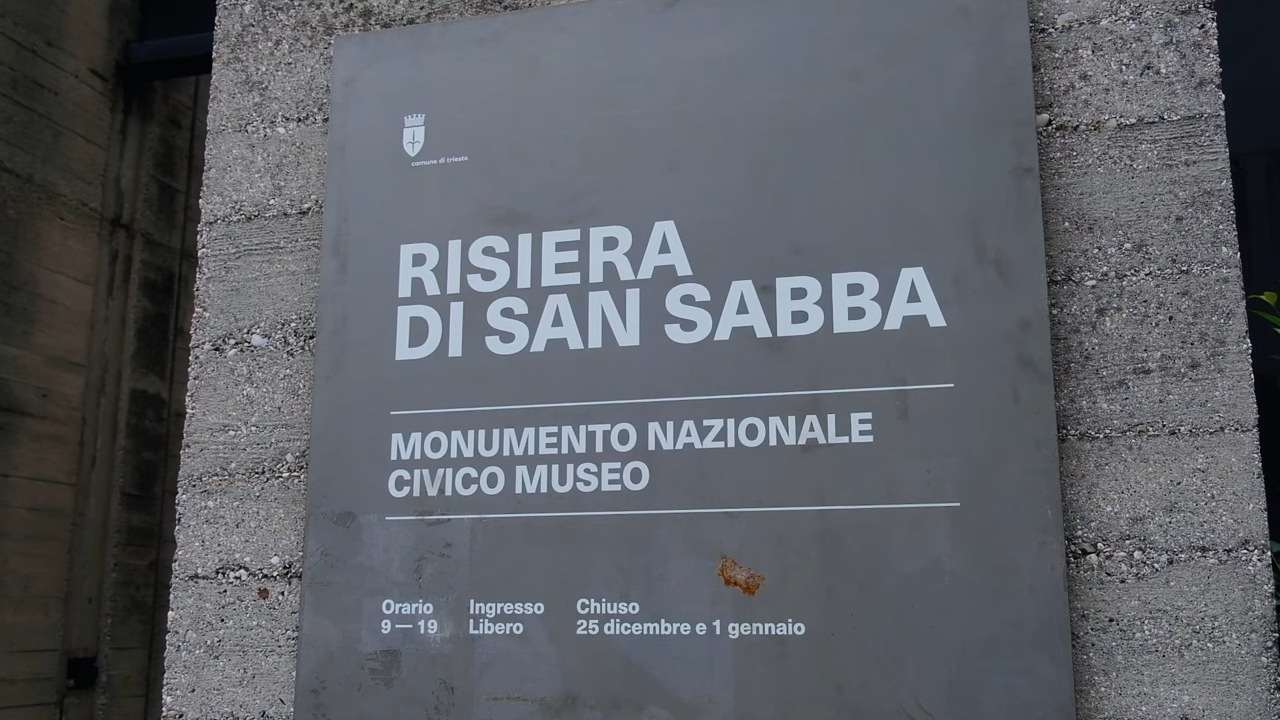 comune di trieste
RISIERA
DI SAN SABBA
MONUMENTO NAZIONALE
CIVICO MUSEO
Orario
9 — 19
Ingresso
Libero
Chiuso
25 dicembre e 1 gennaio